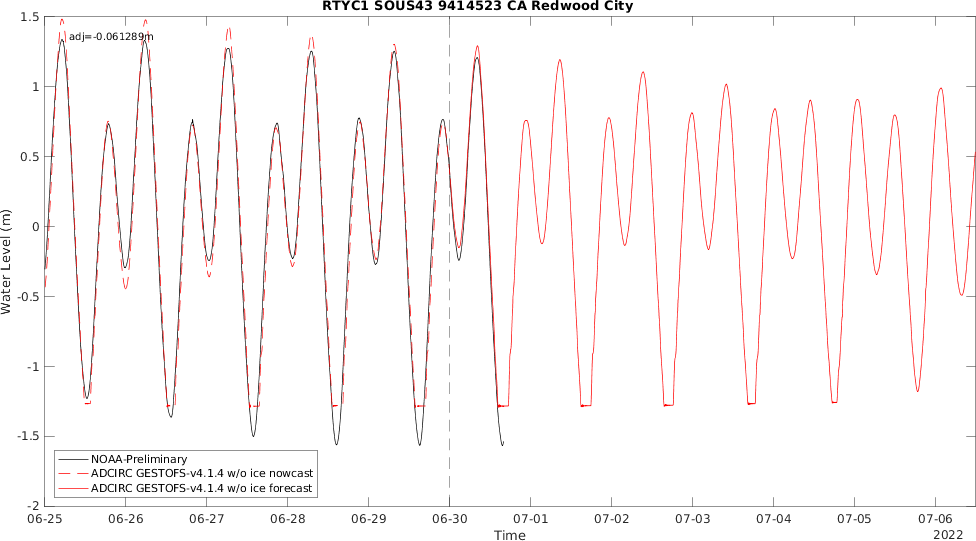 RTYC1 SOUS43 9414523 CA Redwood City
adj=-0.061289m
1.5
1
0.5
0
-0.5
-1
-1.5
-2
Water Level (m)
NOAA-Preliminary
ADCIRC GESTOFS-v4.1.4 w/o ice nowcast
ADCIRC GESTOFS-v4.1.4 w/o ice forecast
06-25 06-26 06-27 06-28 06-29 06-30 07-01 07-02 07-03 07-04 07-05 07-06
Time
2022